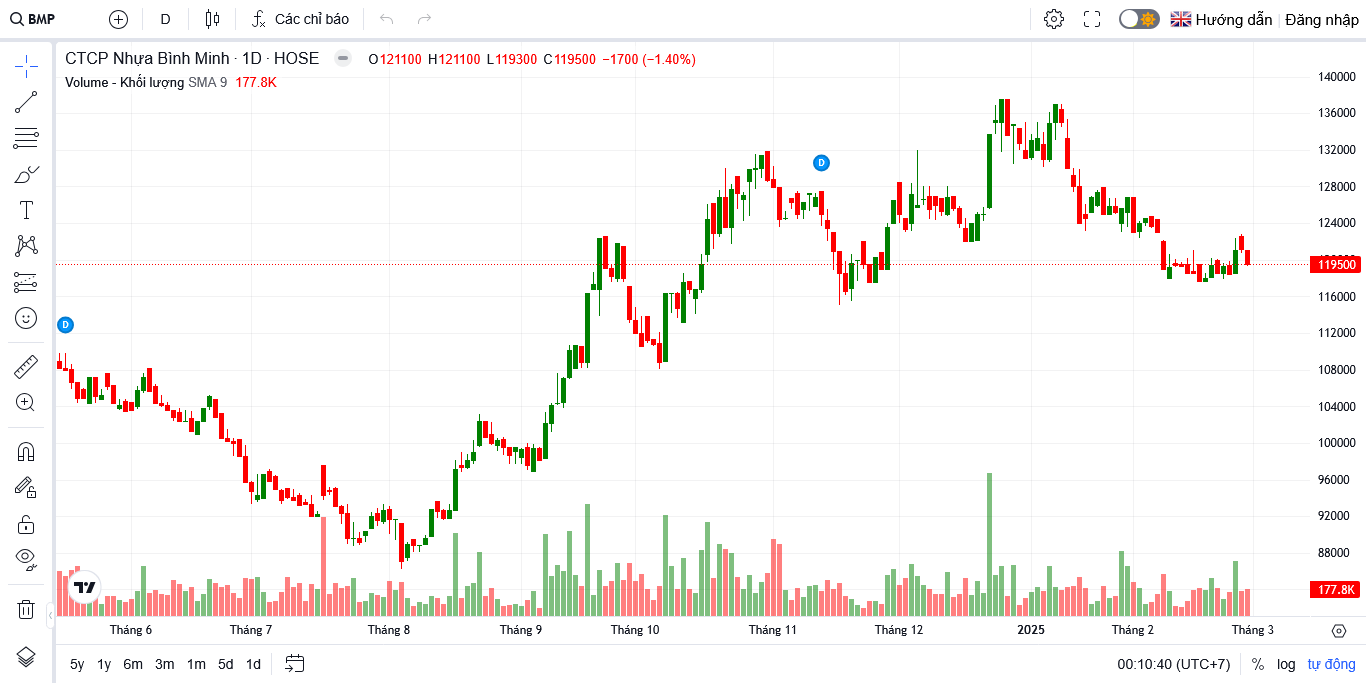 BMP D Các chỉ báo Hướng dẫn Đăng nhập
CTCP Nhựa Bình Minh · 1D · HOSE O121100 H121100 L119300 C119500 −1700 (−1.40%)
Volume - Khối lượng SMA 9 177.8K
140000
136000
132000
128000
124000
119500
116000
112000
108000
104000
100000
96000
92000
88000
177.8K
D
D
Tháng 6 Tháng 7 Tháng 8 Tháng 9 Tháng 10 Tháng 11 Tháng 12 2025 Tháng 2 Tháng 3
5y 1y 6m 3m 1m 5d 1d 00:10:40 (UTC+7) % log tự động